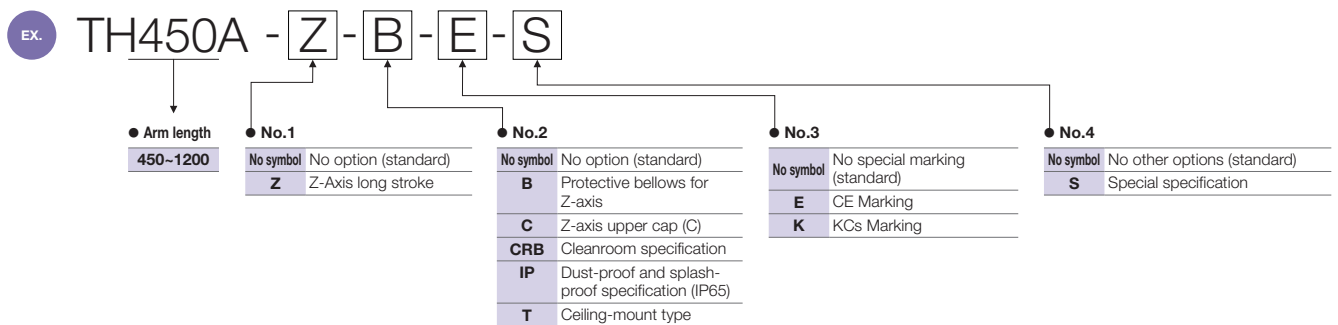 EX. TH450A - Z - B - E - S
● Arm length
450~1200
● No.1
No symbol No option (standard)
Z Z-Axis long stroke
● No.2
No symbol No option (standard)
B Protective bellows for
Z-axis
C Z-axis upper cap (C)
CRB Cleanroom specification
IP Dust-proof and splash-
proof specification (IP65)
T Ceiling-mount type
● No.3
No symbol No special marking
(standard)
E CE Marking
K KCs Marking
● No.4
No symbol No other options (standard)
S Special specification